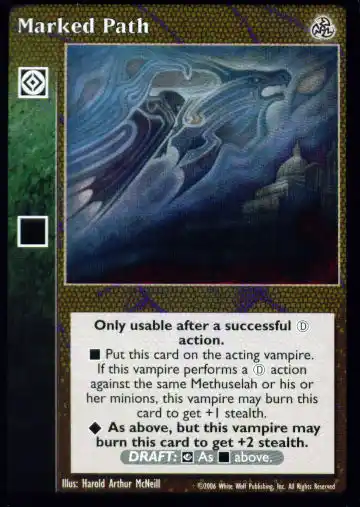 Marked Path
Only usable after a successful Ⓓ
action.
Put this card on the acting vampire.
If this vampire performs a Ⓓ action
against the same Methuselah or his or
her minions, this vampire may burn this
card to get +1 stealth.
As above, but this vampire may
burn this card to get +2 stealth.
DRAFT: As above.
Illus: Harold Arthur McNeill ©2006 White Wolf Publishing, Inc. All Rights Reserved